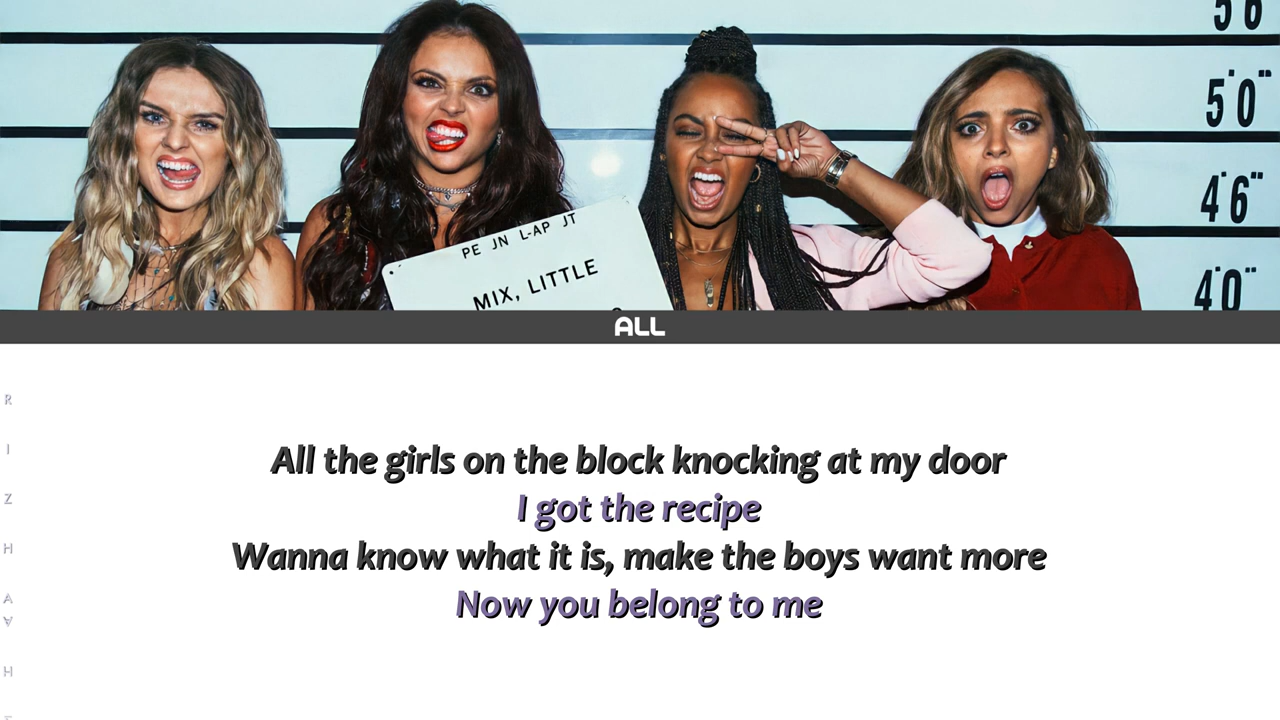 5 6
5'0"
4'6"
4'0"
PE JN L-AP JT
MIX, LITTLE
ALL
All the girls on the block knocking at my door
I got the recipe
Wanna know what it is, make the boys want more
Now you belong to me
R
I
Z
H
A
A
H